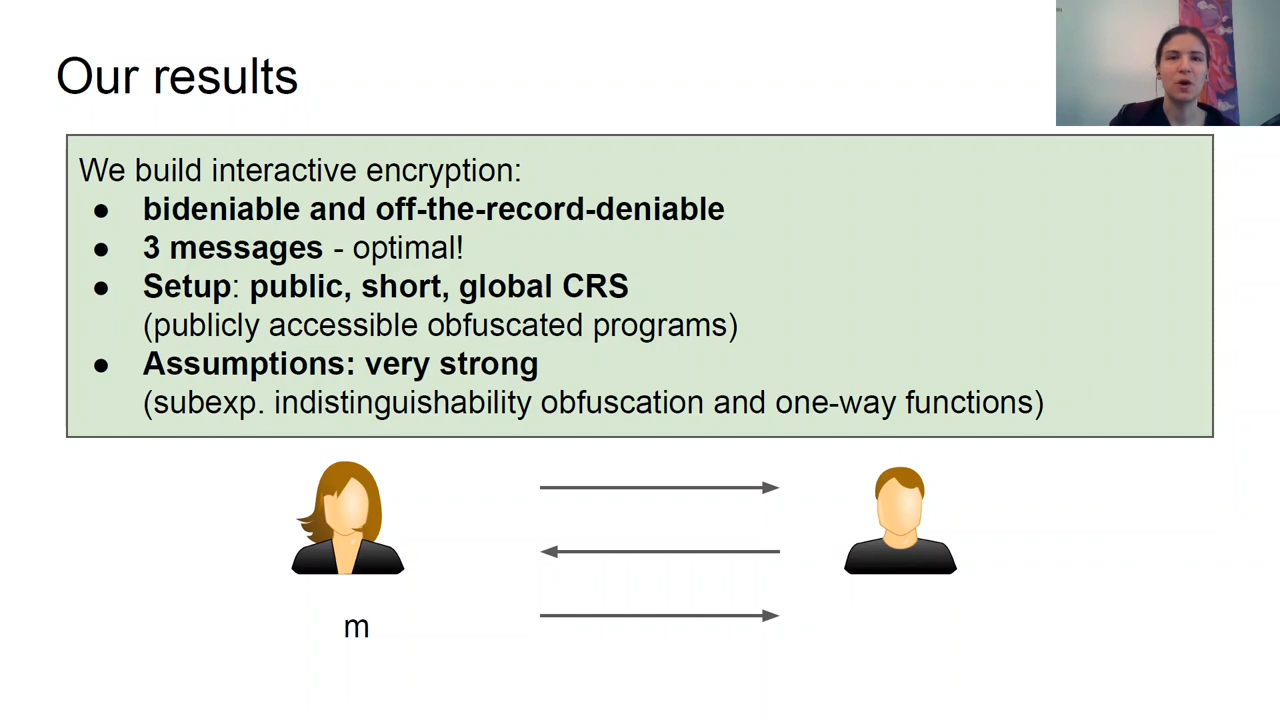 Our results
We build interactive encryption:
● bideniable and off-the-record-deniable
● 3 messages - optimal!
● Setup: public, short, global CRS
(publicly accessible obfuscated programs)
● Assumptions: very strong
(subexp. indistinguishability obfuscation and one-way functions)
m